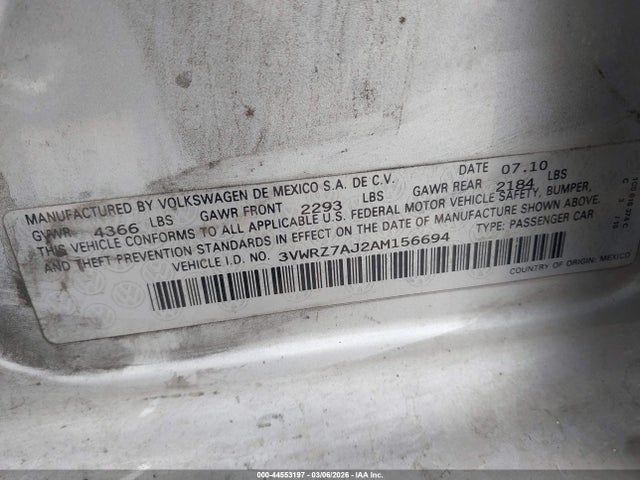 MANUFACTURED BY VOLKSWAGEN DE MEXICO S.A. DE C.V. DATE 07.10
GVWR 4366 LBS GAWR FRONT 2293 LBS GAWR REAR 2184 LBS
THIS VEHICLE CONFORMS TO ALL APPLICABLE U.S. FEDERAL MOTOR VEHICLE SAFETY, BUMPER,
AND THEFT PREVENTION STANDARDS IN EFFECT ON THE DATE OF MANUFACTURE SHOWN ABOVE.
VEHICLE I.D. NO. 3VWRZ7AJ2AM156694 TYPE: PASSENGER CAR
COUNTRY OF ORIGIN: MEXICO
000-44553197 - 03/06/2026 - IAA Inc.